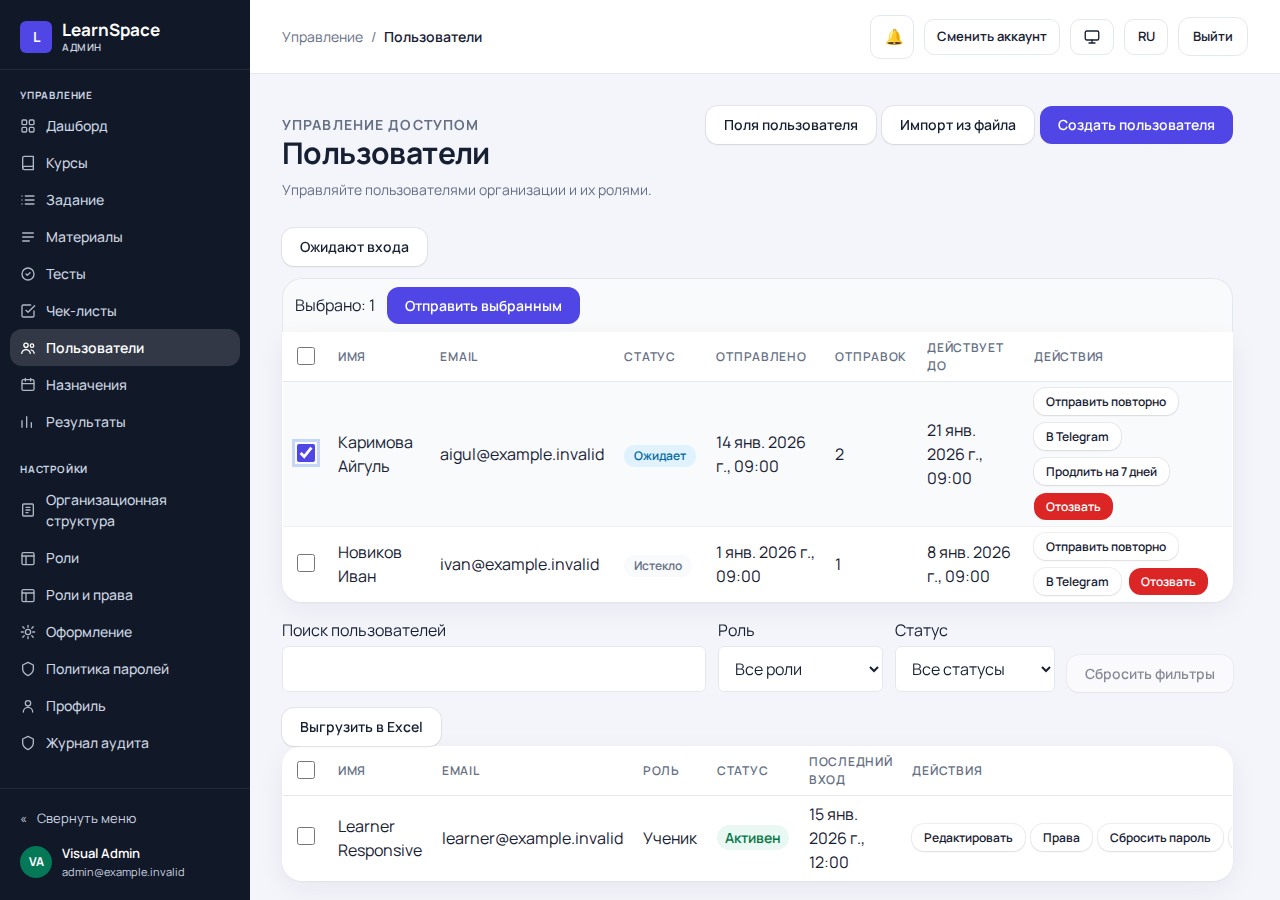 L
LearnSpace
АДМИН
Управление / Пользователи
🔔
Сменить аккаунт
RU
Выйти
УПРАВЛЕНИЕ
Дашборд
Курсы
Задание
Материалы
Тесты
Чек-листы
Пользователи
Назначения
Результаты
НАСТРОЙКИ
Организационная
структура
Роли
Роли и права
Оформление
Политика паролей
Профиль
Журнал аудита
« Свернуть меню
VA
Visual Admin
admin@example.invalid
УПРАВЛЕНИЕ ДОСТУПОМ
Пользователи
Управляйте пользователями организации и их ролями.
Поля пользователя
Импорт из файла
Создать пользователя
Ожидают входа
Выбрано: 1
Отправить выбранным
ИМЯ EMAIL СТАТУС ОТПРАВЛЕНО ОТПРАВОК ДЕЙСТВУЕТ
ДО ДЕЙСТВИЯ
Каримова
Айгуль
aigul@example.invalid
Ожидает
14 янв. 2026
г., 09:00
2
21 янв.
2026 г.,
09:00
Отправить повторно
В Telegram
Продлить на 7 дней
Отозвать
Новиков
Иван
ivan@example.invalid
Истекло
1 янв. 2026 г.,
09:00
1
8 янв. 2026
г., 09:00
Отправить повторно
В Telegram
Отозвать
Поиск пользователей
Роль
Все роли
Статус
Все статусы
Сбросить фильтры
Выгрузить в Excel
ИМЯ EMAIL РОЛЬ СТАТУС ПОСЛЕДНИЙ
ВХОД ДЕЙСТВИЯ
Learner
Responsive
learner@example.invalid
Ученик
Активен
15 янв.
2026 г.,
12:00
Редактировать
Права
Сбросить пароль